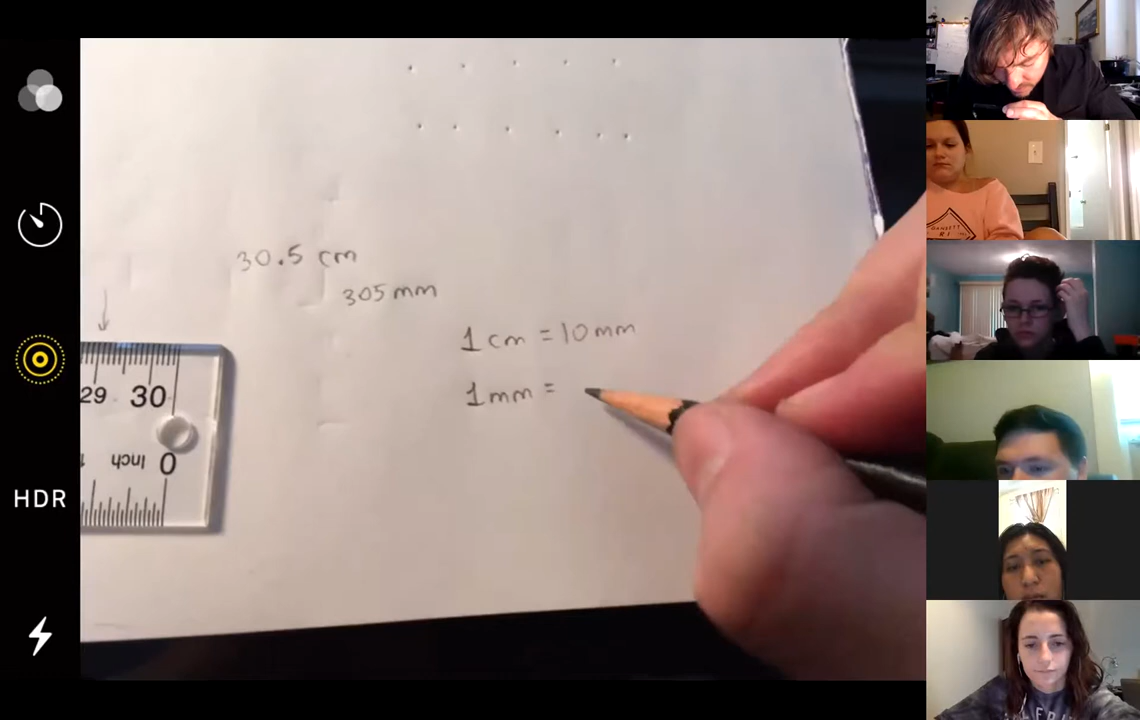 30.5 cm
305 mm
1 cm = 10 mm
1 mm =
29 30
Inch 0
HDR